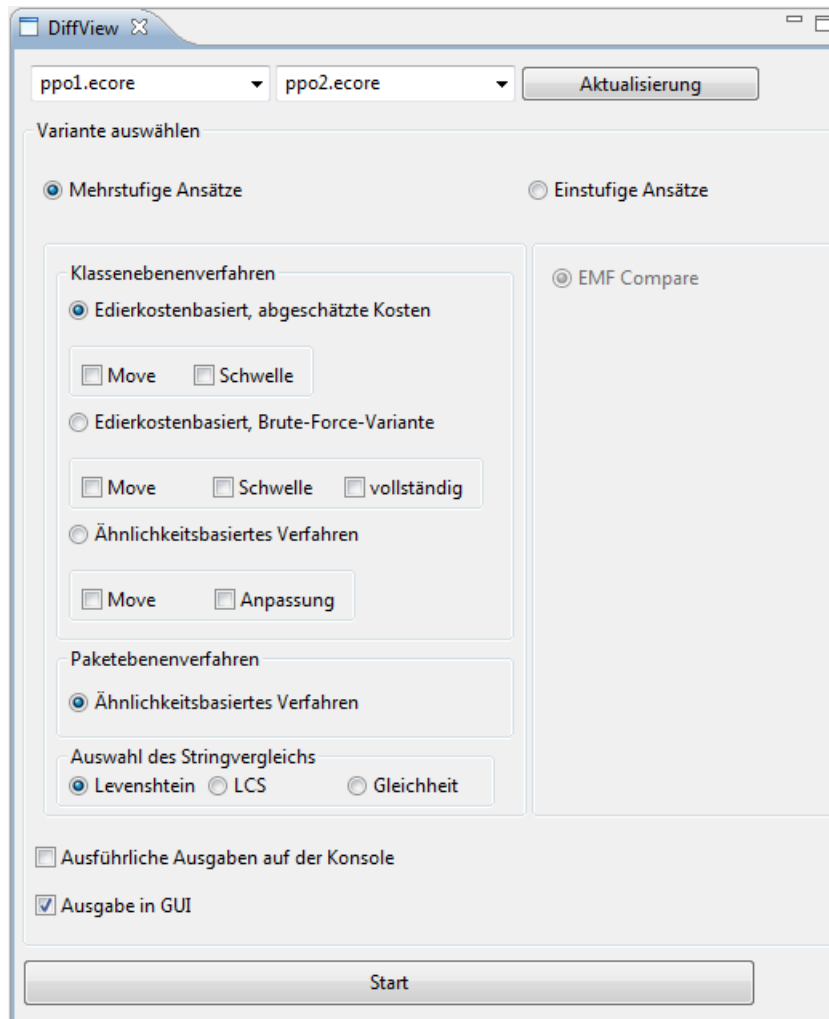 DiffView
ppo1.ecore ppo2.ecore Aktualisierung
Variante auswählen
Mehrstufige Ansätze Einstufige Ansätze
Klassenebenenverfahren
EMF Compare
Edierkostenbasiert, abgeschätzte Kosten
Move Schwelle
Edierkostenbasiert, Brute-Force-Variante
Move Schwelle vollständig
Ähnlichkeitsbasiertes Verfahren
Move Anpassung
Paketebenenverfahren
Ähnlichkeitsbasiertes Verfahren
Auswahl des Stringvergleichs
Levenshtein LCS Gleichheit
Ausführliche Ausgaben auf der Konsole
Ausgabe in GUI
Start